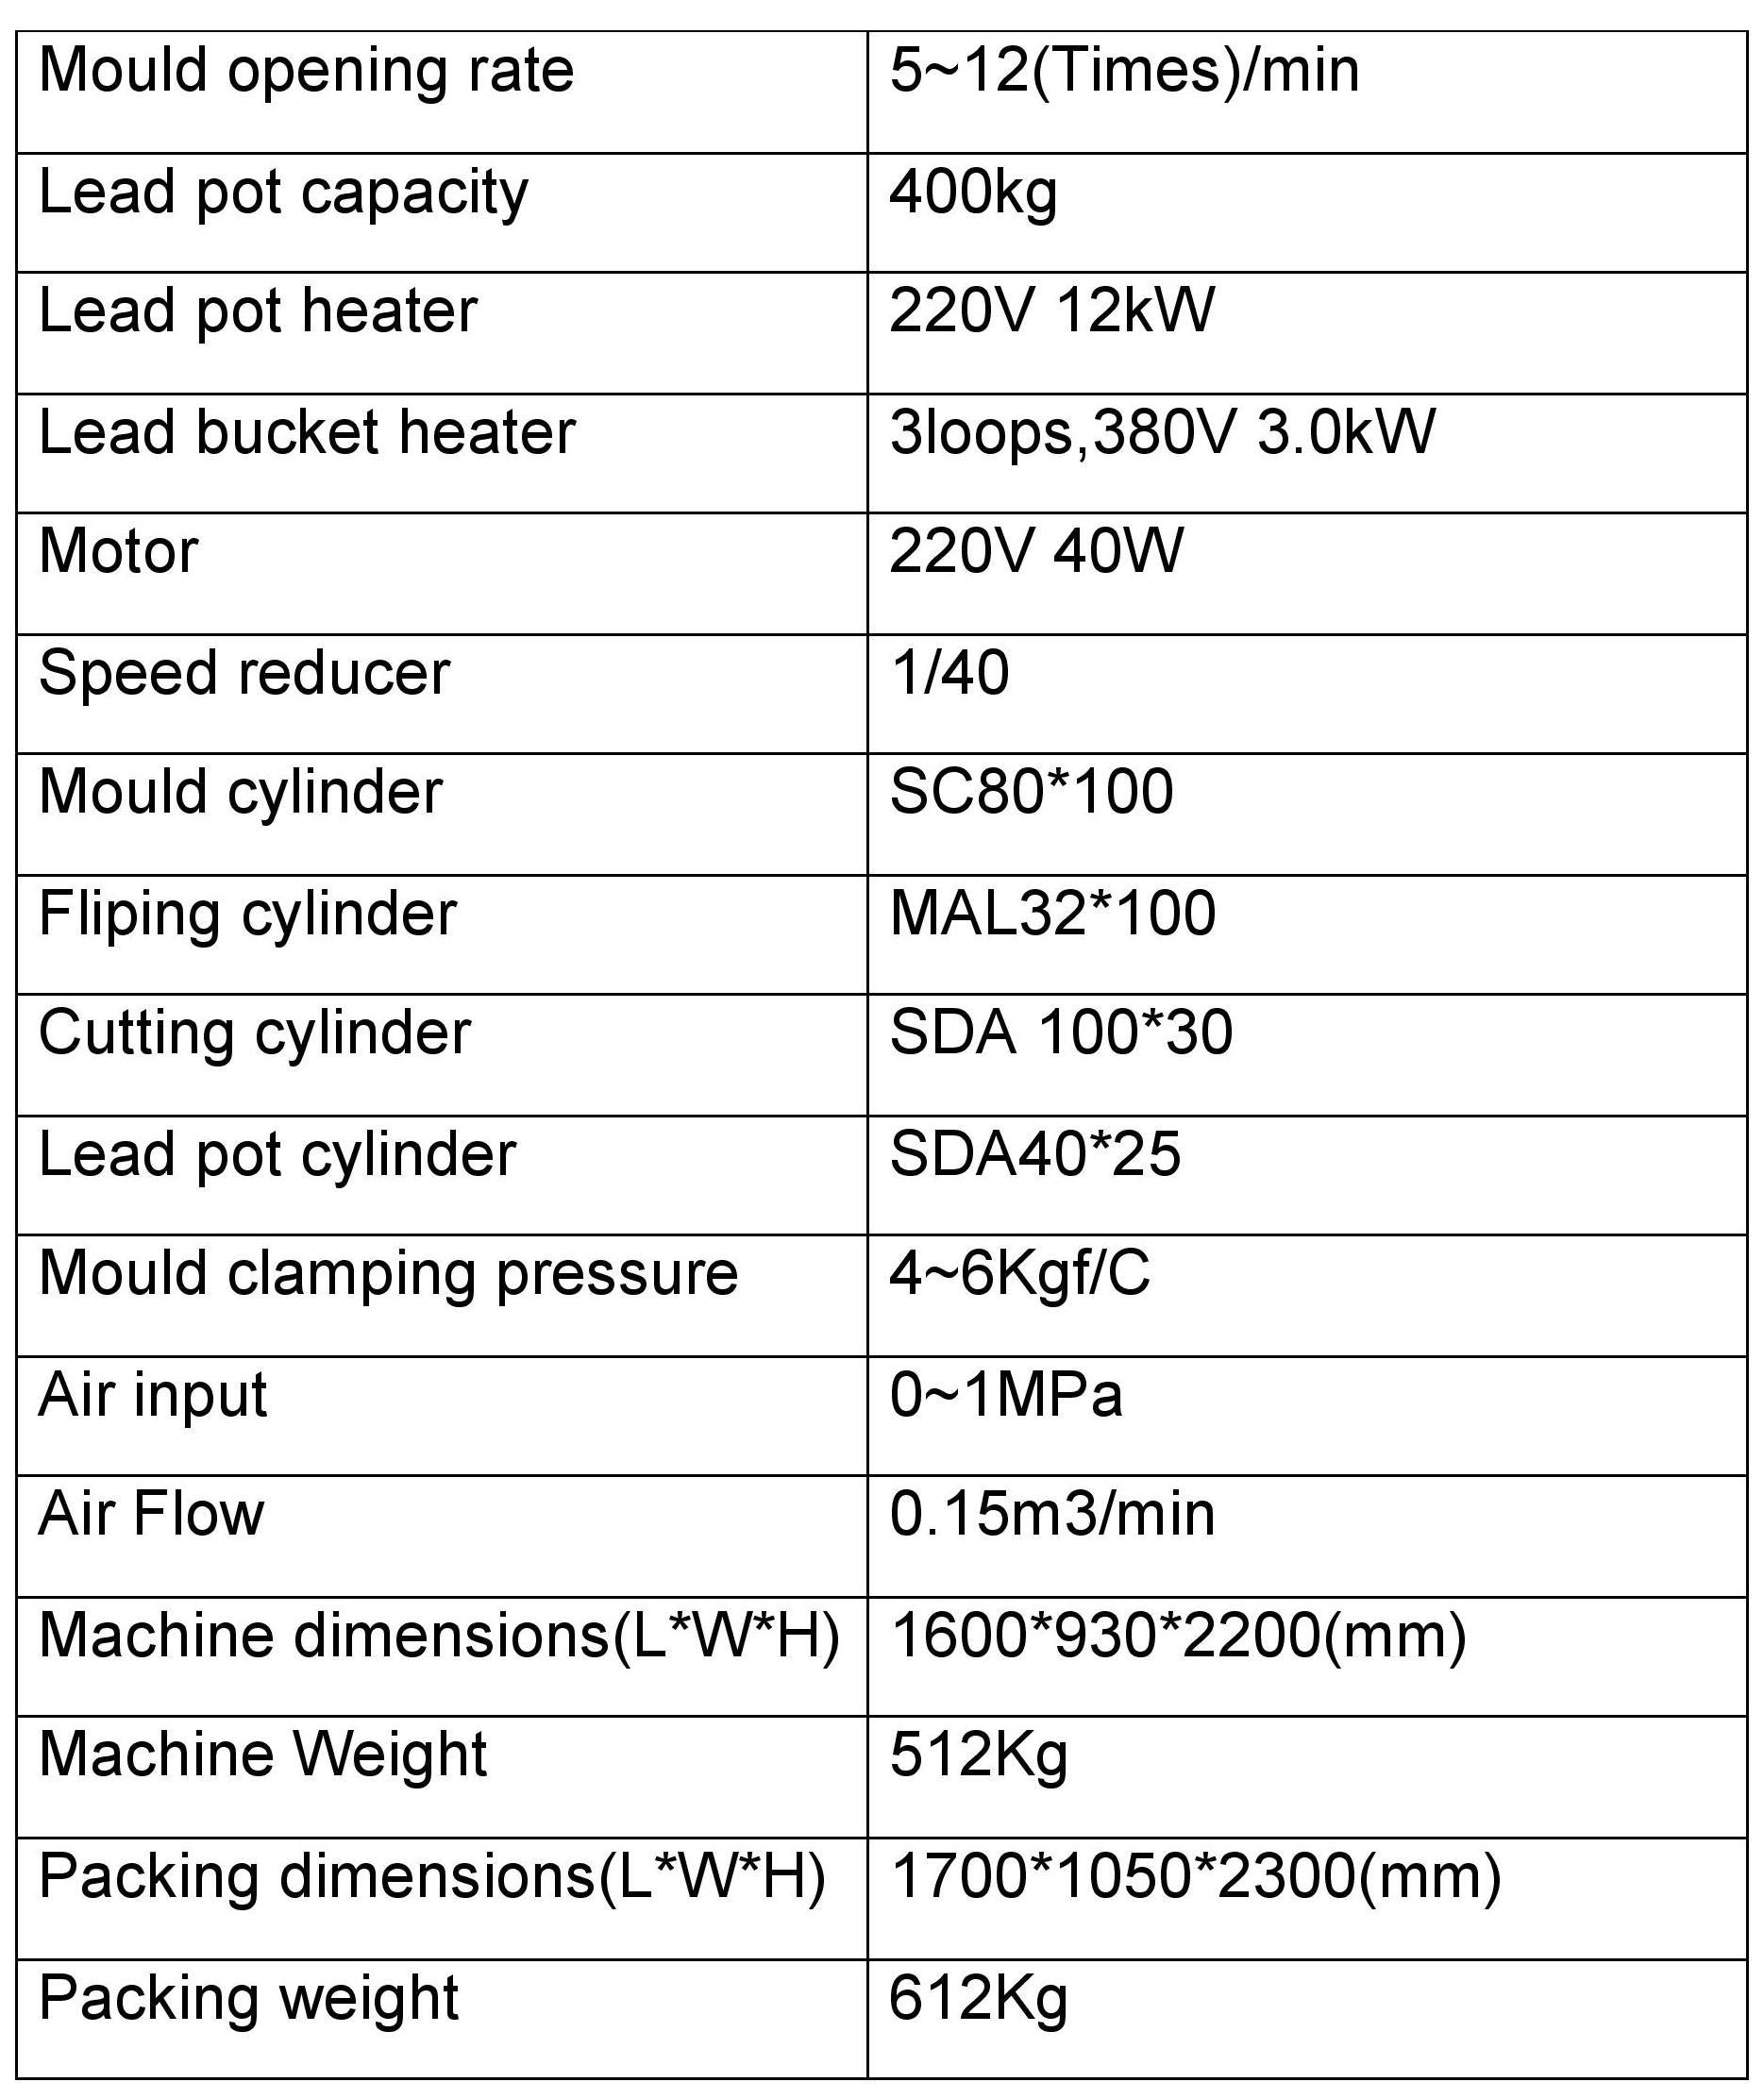 Mould opening rate 5~12(Times)/min
Lead pot capacity 400kg
Lead pot heater 220V 12kW
Lead bucket heater 3loops,380V 3.0kW
Motor 220V 40W
Speed reducer 1/40
Mould cylinder SC80*100
Fliping cylinder MAL32*100
Cutting cylinder SDA 100*30
Lead pot cylinder SDA40*25
Mould clamping pressure 4~6Kgf/C
Air input 0~1MPa
Air Flow 0.15m3/min
Machine dimensions(L*W*H) 1600*930*2200(mm)
Machine Weight 512Kg
Packing dimensions(L*W*H) 1700*1050*2300(mm)
Packing weight 612Kg